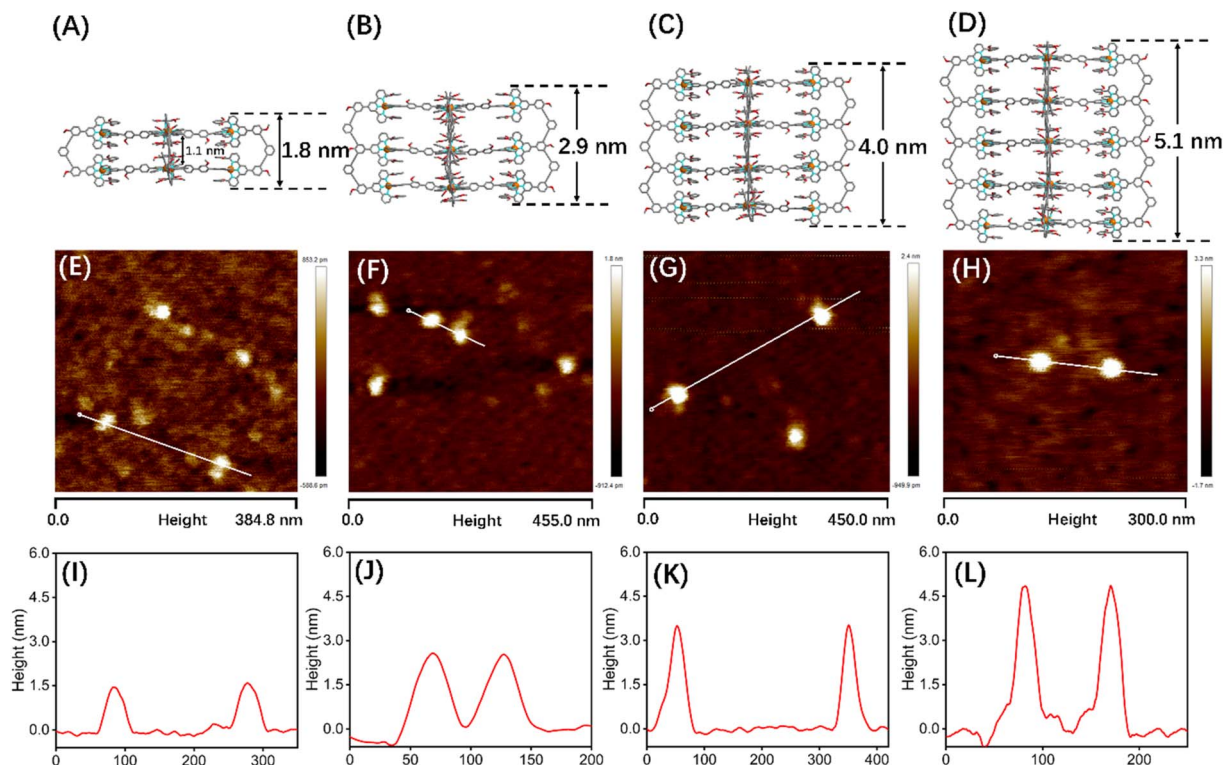 (A) (B) (C) (D)
1.1 nm 1.8 nm 2.9 nm 4.0 nm 5.1 nm
(E) (F) (G) (H)
853.2 pm 1.8 nm 2.4 nm 3.3 nm
-588.6 pm -912.4 pm -949.9 pm -1.7 nm
0.0 Height 384.8 nm 0.0 Height 455.0 nm 0.0 Height 450.0 nm 0.0 Height 300.0 nm
(I) (J) (K) (L)
Height (nm) Height (nm) Height (nm) Height (nm)
6.0 6.0 6.0 6.0
4.5 4.5 4.5 4.5
3.0 3.0 3.0 3.0
1.5 1.5 1.5 1.5
0.0 0.0 0.0 0.0
0 100 200 300 0 50 100 150 200 0 100 200 300 400 0 100 200